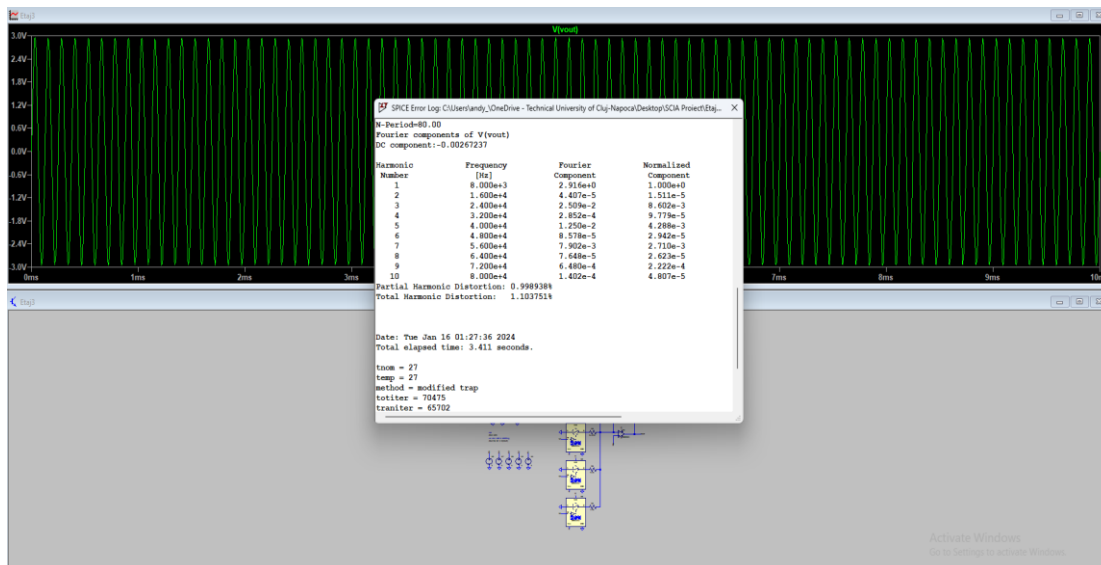 Etaj3
V(vout)
3.0V
2.4V
1.8V
1.2V
0.6V
0.0V
-0.6V
-1.2V
-1.8V
-2.4V
-3.0V
0ms 1ms 2ms 3ms 7ms 8ms 9ms 10
SPICE Error Log: C:\Users\andy_\OneDrive - Technical University of Cluj-Napoca\Desktop\SCIA Proiect\Etaj...
N-Period=80.00
Fourier components of V(vout)
DC component:-0.00267237
Harmonic Frequency Fourier Normalized
Number [Hz] Component Component
1 8.000e+3 2.916e+0 1.000e+0
2 1.600e+4 4.407e-5 1.511e-5
3 2.400e+4 2.509e-2 8.602e-3
4 3.200e+4 2.852e-4 9.779e-5
5 4.000e+4 1.250e-2 4.288e-3
6 4.800e+4 8.578e-5 2.942e-5
7 5.600e+4 7.902e-3 2.710e-3
8 6.400e+4 7.648e-5 2.623e-5
9 7.200e+4 6.480e-4 2.222e-4
10 8.000e+4 1.402e-4 4.807e-5
Partial Harmonic Distortion: 0.998938%
Total Harmonic Distortion: 1.103751%
Date: Tue Jan 16 01:27:36 2024
Total elapsed time: 3.411 seconds.
tnom = 27
temp = 27
method = modified trap
totiter = 70475
traniter = 65702
Etaj3
Activate Windows
Go to Settings to activate Windows.